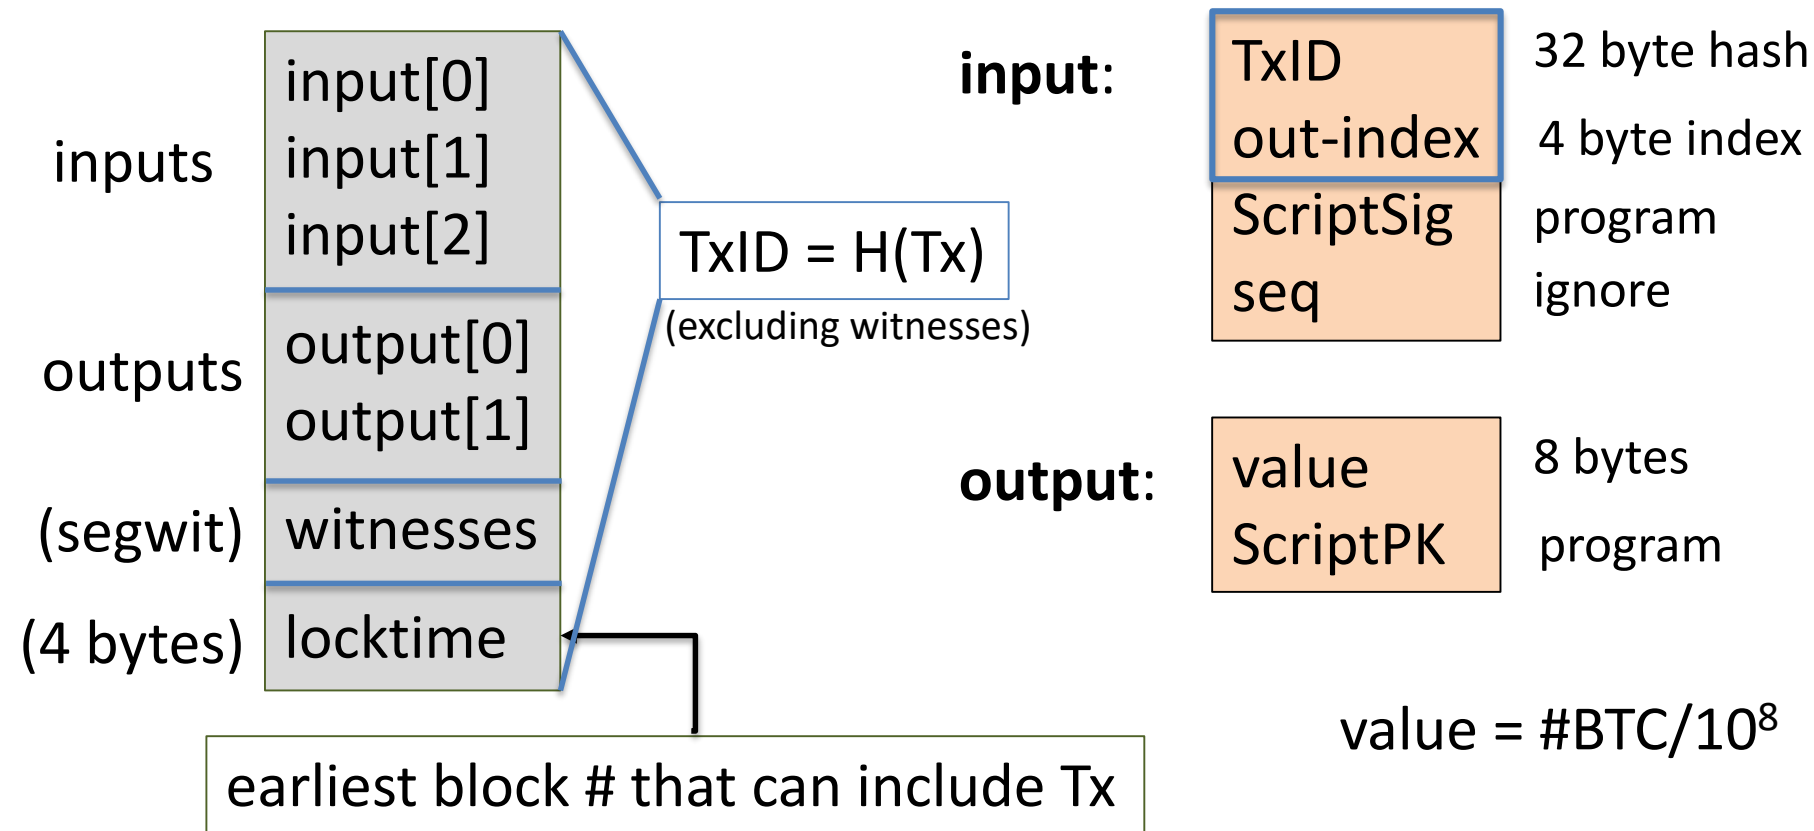 inputs
input[0]
input[1]
input[2]
outputs
output[0]
output[1]
(segwit) witnesses
(4 bytes) locktime
TxID = H(Tx)
(excluding witnesses)
earliest block # that can include Tx
input:
TxID 32 byte hash
out-index 4 byte index
ScriptSig program
seq ignore
output:
value 8 bytes
ScriptPK program
value = #BTC/10⁸